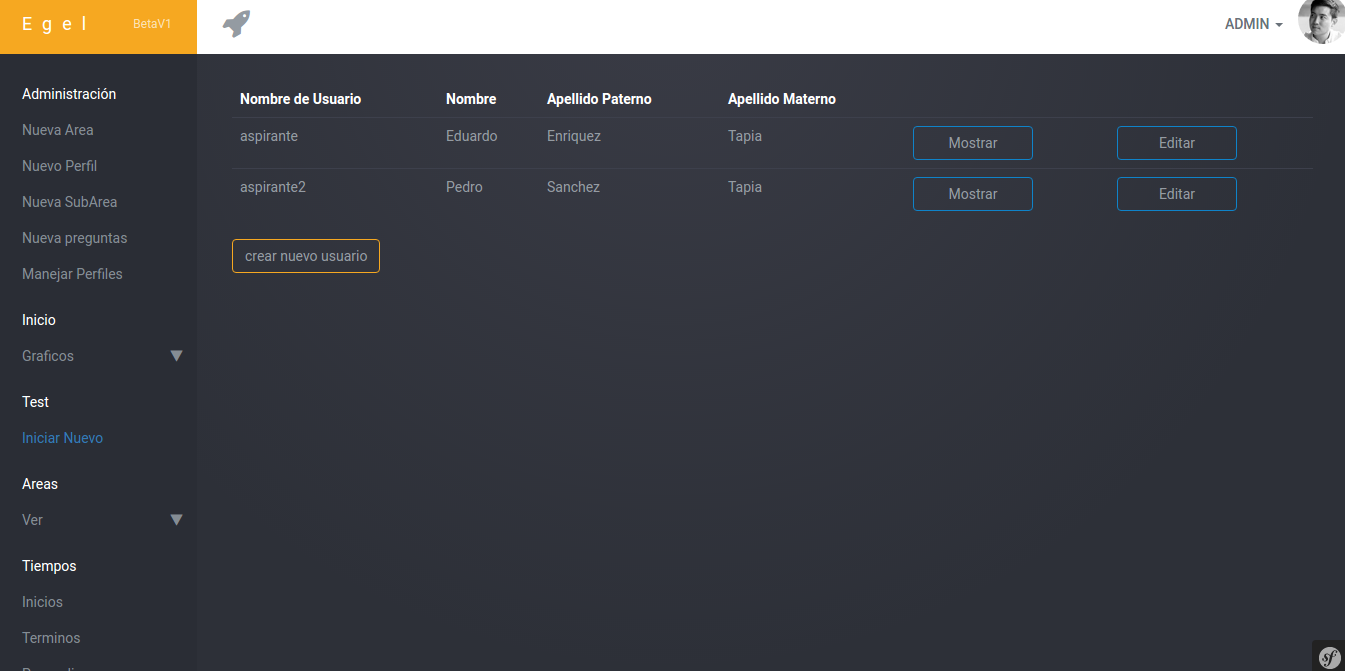 Egel BetaV1
ADMIN
Administración
Nueva Area
Nuevo Perfil
Nueva SubArea
Nueva preguntas
Manejar Perfiles
Inicio
Graficos
Test
Iniciar Nuevo
Areas
Ver
Tiempos
Inicios
Terminos
Nombre de Usuario Nombre Apellido Paterno Apellido Materno
aspirante Eduardo Enriquez Tapia Mostrar Editar
aspirante2 Pedro Sanchez Tapia Mostrar Editar
crear nuevo usuario
sf